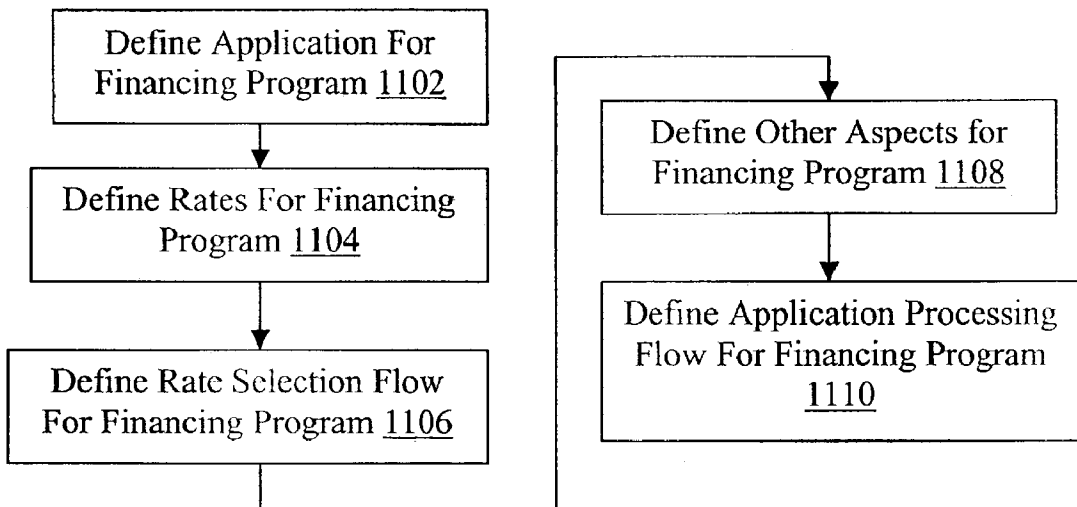 Define Application For
Financing Program 1102
Define Rates For Financing
Program 1104
Define Rate Selection Flow
For Financing Program 1106
Define Other Aspects for
Financing Program 1108
Define Application Processing
Flow For Financing Program
1110